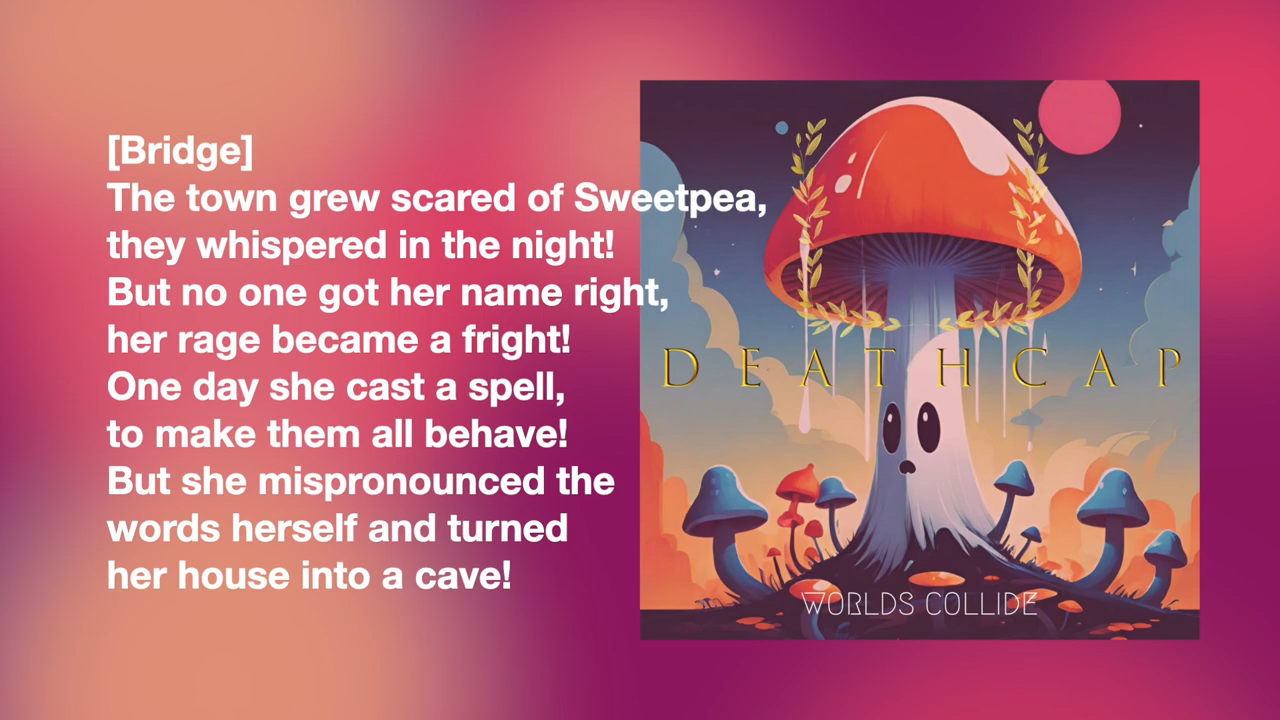 [Bridge]
The town grew scared of Sweetpea,
they whispered in the night!
But no one got her name right,
her rage became a fright!
One day she cast a spell,
to make them all behave!
But she mispronounced the
words herself and turned
her house into a cave!
DEATHCAP
WORLDS COLLIDE